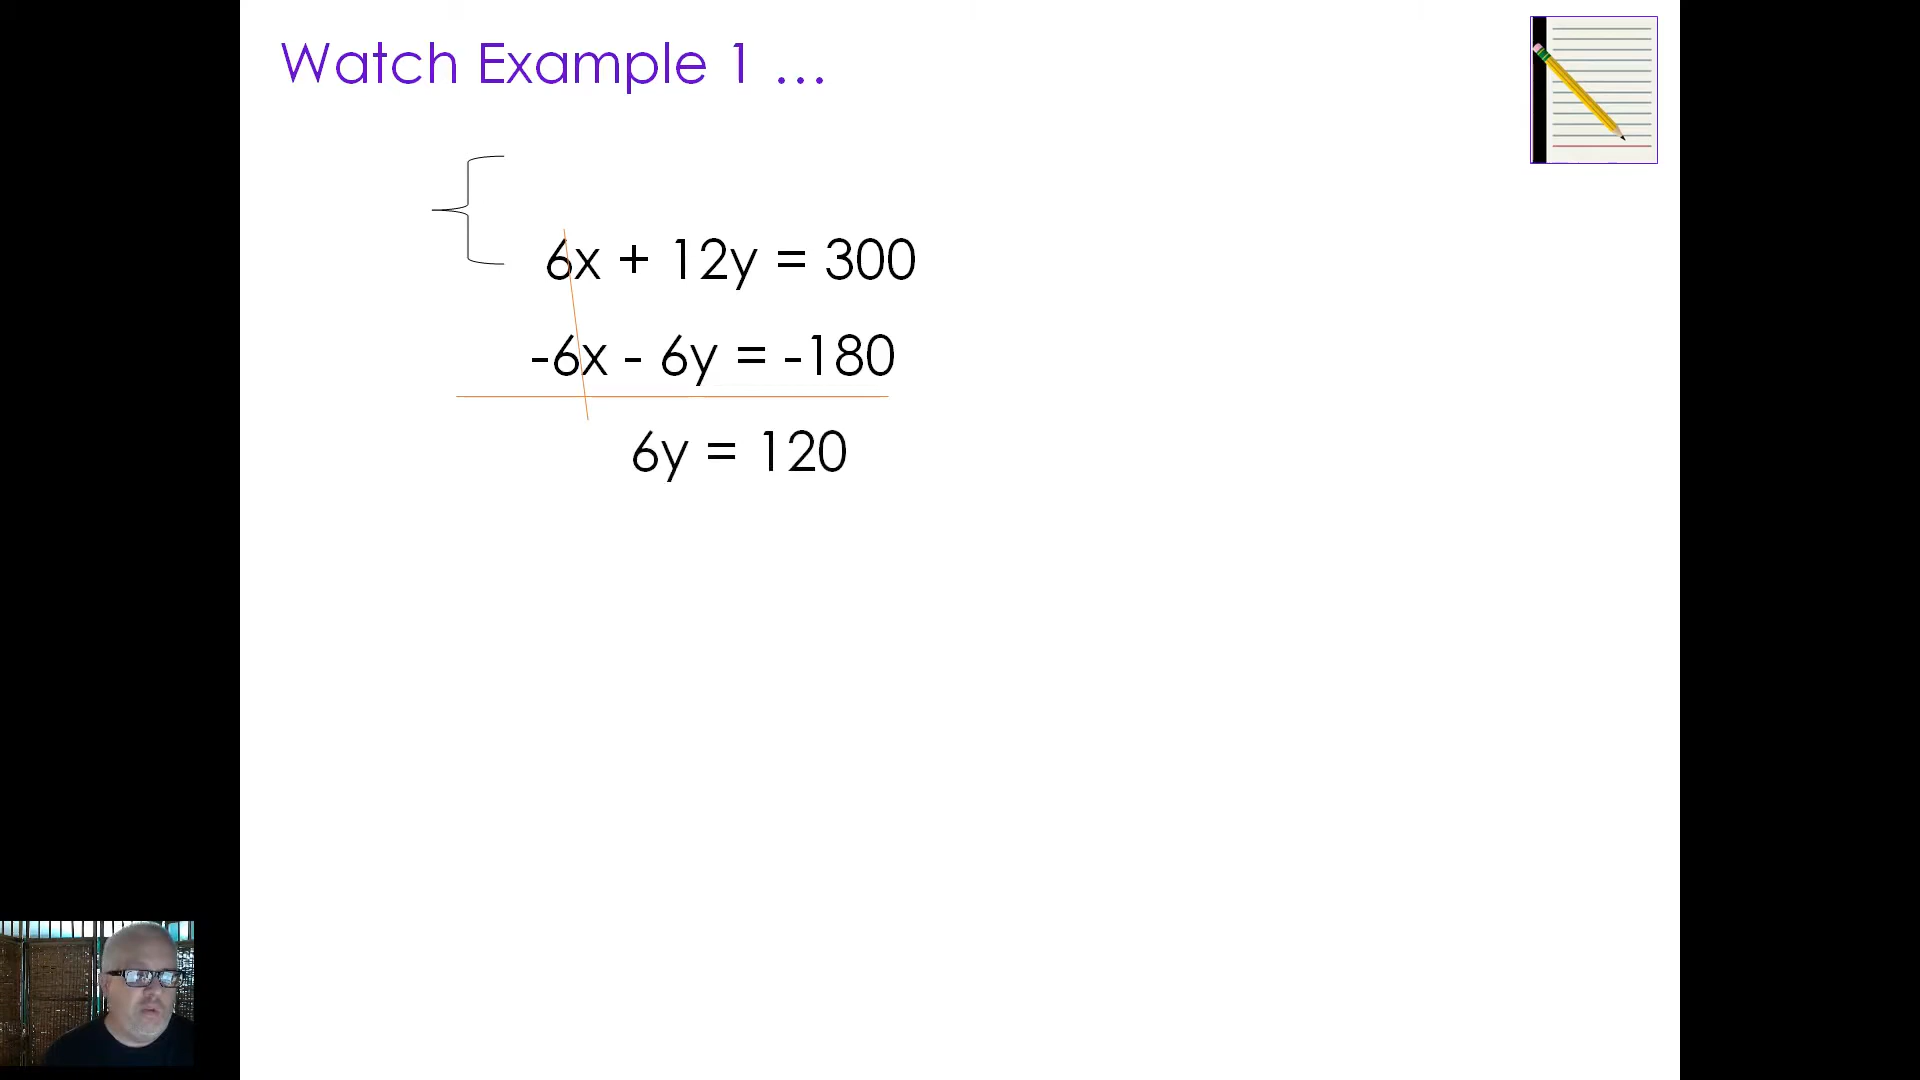 Watch Example 1 ...
6x + 12y = 300
-6x - 6y = -180
6y = 120